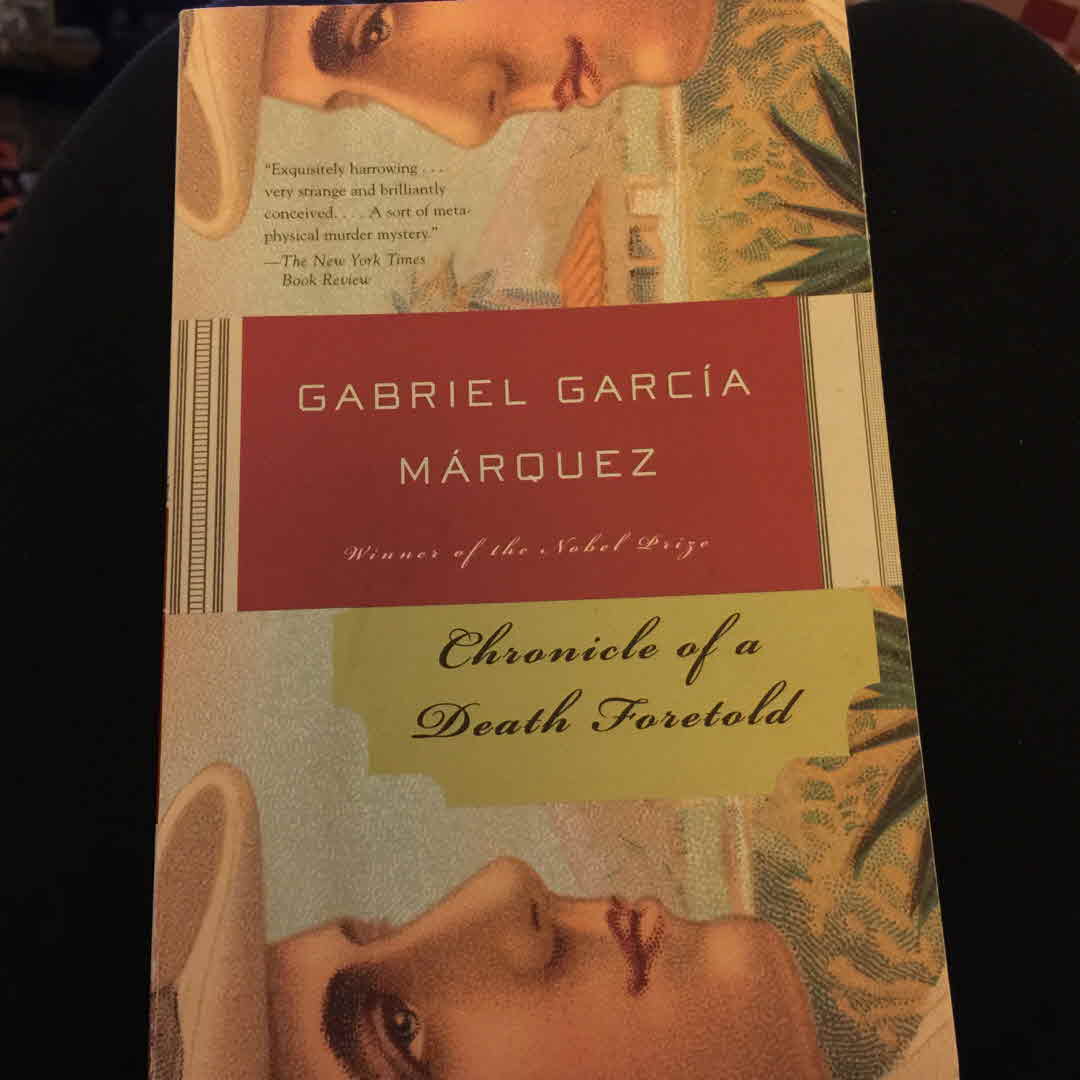 "Exquisitely harrowing . . .
very strange and brilliantly
conceived. . . . A sort of meta-
physical murder mystery."
—The New York Times
Book Review
GABRIEL GARCÍA
MÁRQUEZ
Winner of the Nobel Prize
Chronicle of a
Death Foretold